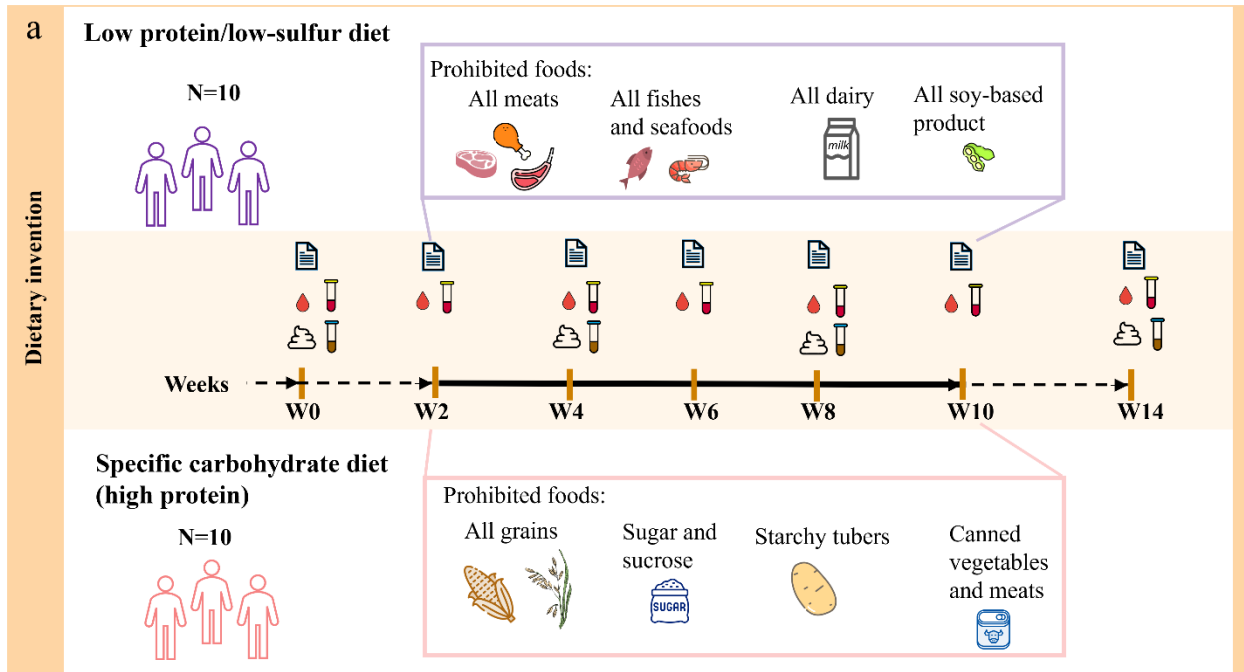 a
Low protein/low-sulfur diet
N=10
Prohibited foods:
All meats
All fishes
and seafoods
All dairy
milk
All soy-based
product
Dietary invention
Weeks
W0
W2
W4
W6
W8
W10
W14
Specific carbohydrate diet
(high protein)
N=10
Prohibited foods:
All grains
Sugar and
sucrose
SUGAR
Starchy tubers
Canned
vegetables
and meats